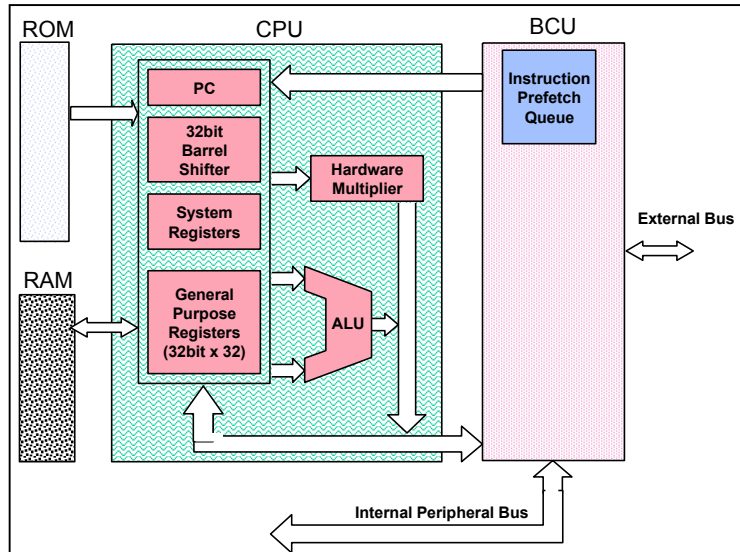 ROM
CPU
BCU
PC
Instruction
Prefetch
Queue
32bit
Barrel
Shifter
Hardware
Multiplier
System
Registers
External Bus
RAM
General
Purpose
Registers
(32bit x 32)
ALU
Internal Peripheral Bus